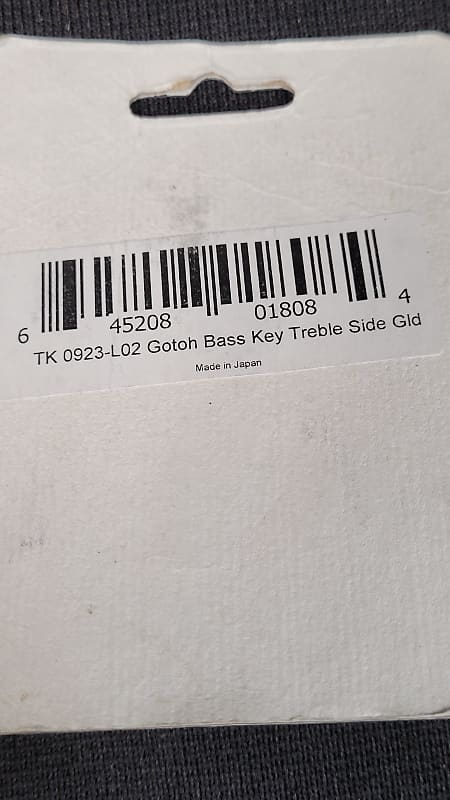 6 45208 01808 4
TK 0923-L02 Gotoh Bass Key Treble Side Gld
Made in Japan